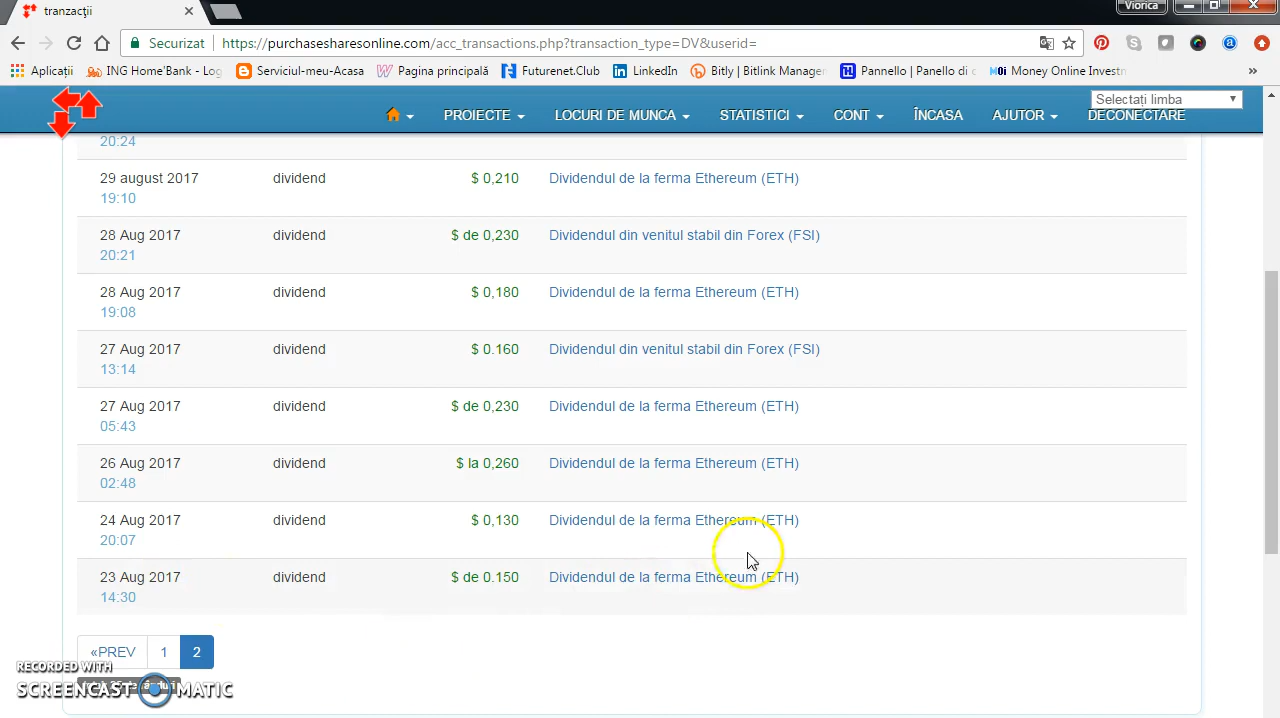 tranzacții
Viorica
Securizat
https://purchasesharesonline.com/acc_transactions.php?transaction_type=DV&userid=
Aplicații
ING Home'Bank - Log
Serviciul-meu-Acasa
Pagina principală
Futurenet.Club
LinkedIn
Bitly | Bitlink Manager
Pannello | Panello di c
Money Online Investm
»
Selectați limba
PROIECTE
LOCURI DE MUNCA
STATISTICI
CONT
ÎNCASA
AJUTOR
DECONECTARE
20:24
29 august 2017 dividend $ 0,210 Dividendul de la ferma Ethereum (ETH)
19:10
28 Aug 2017 dividend $ de 0,230 Dividendul din venitul stabil din Forex (FSI)
20:21
28 Aug 2017 dividend $ 0,180 Dividendul de la ferma Ethereum (ETH)
19:08
27 Aug 2017 dividend $ 0.160 Dividendul din venitul stabil din Forex (FSI)
13:14
27 Aug 2017 dividend $ de 0,230 Dividendul de la ferma Ethereum (ETH)
05:43
26 Aug 2017 dividend $ la 0,260 Dividendul de la ferma Ethereum (ETH)
02:48
24 Aug 2017 dividend $ 0,130 Dividendul de la ferma Ethereum (ETH)
20:07
23 Aug 2017 dividend $ de 0.150 Dividendul de la ferma Ethereum (ETH)
14:30
«PREV 1 2
RECORDED WITH
SCREENCAST MATIC